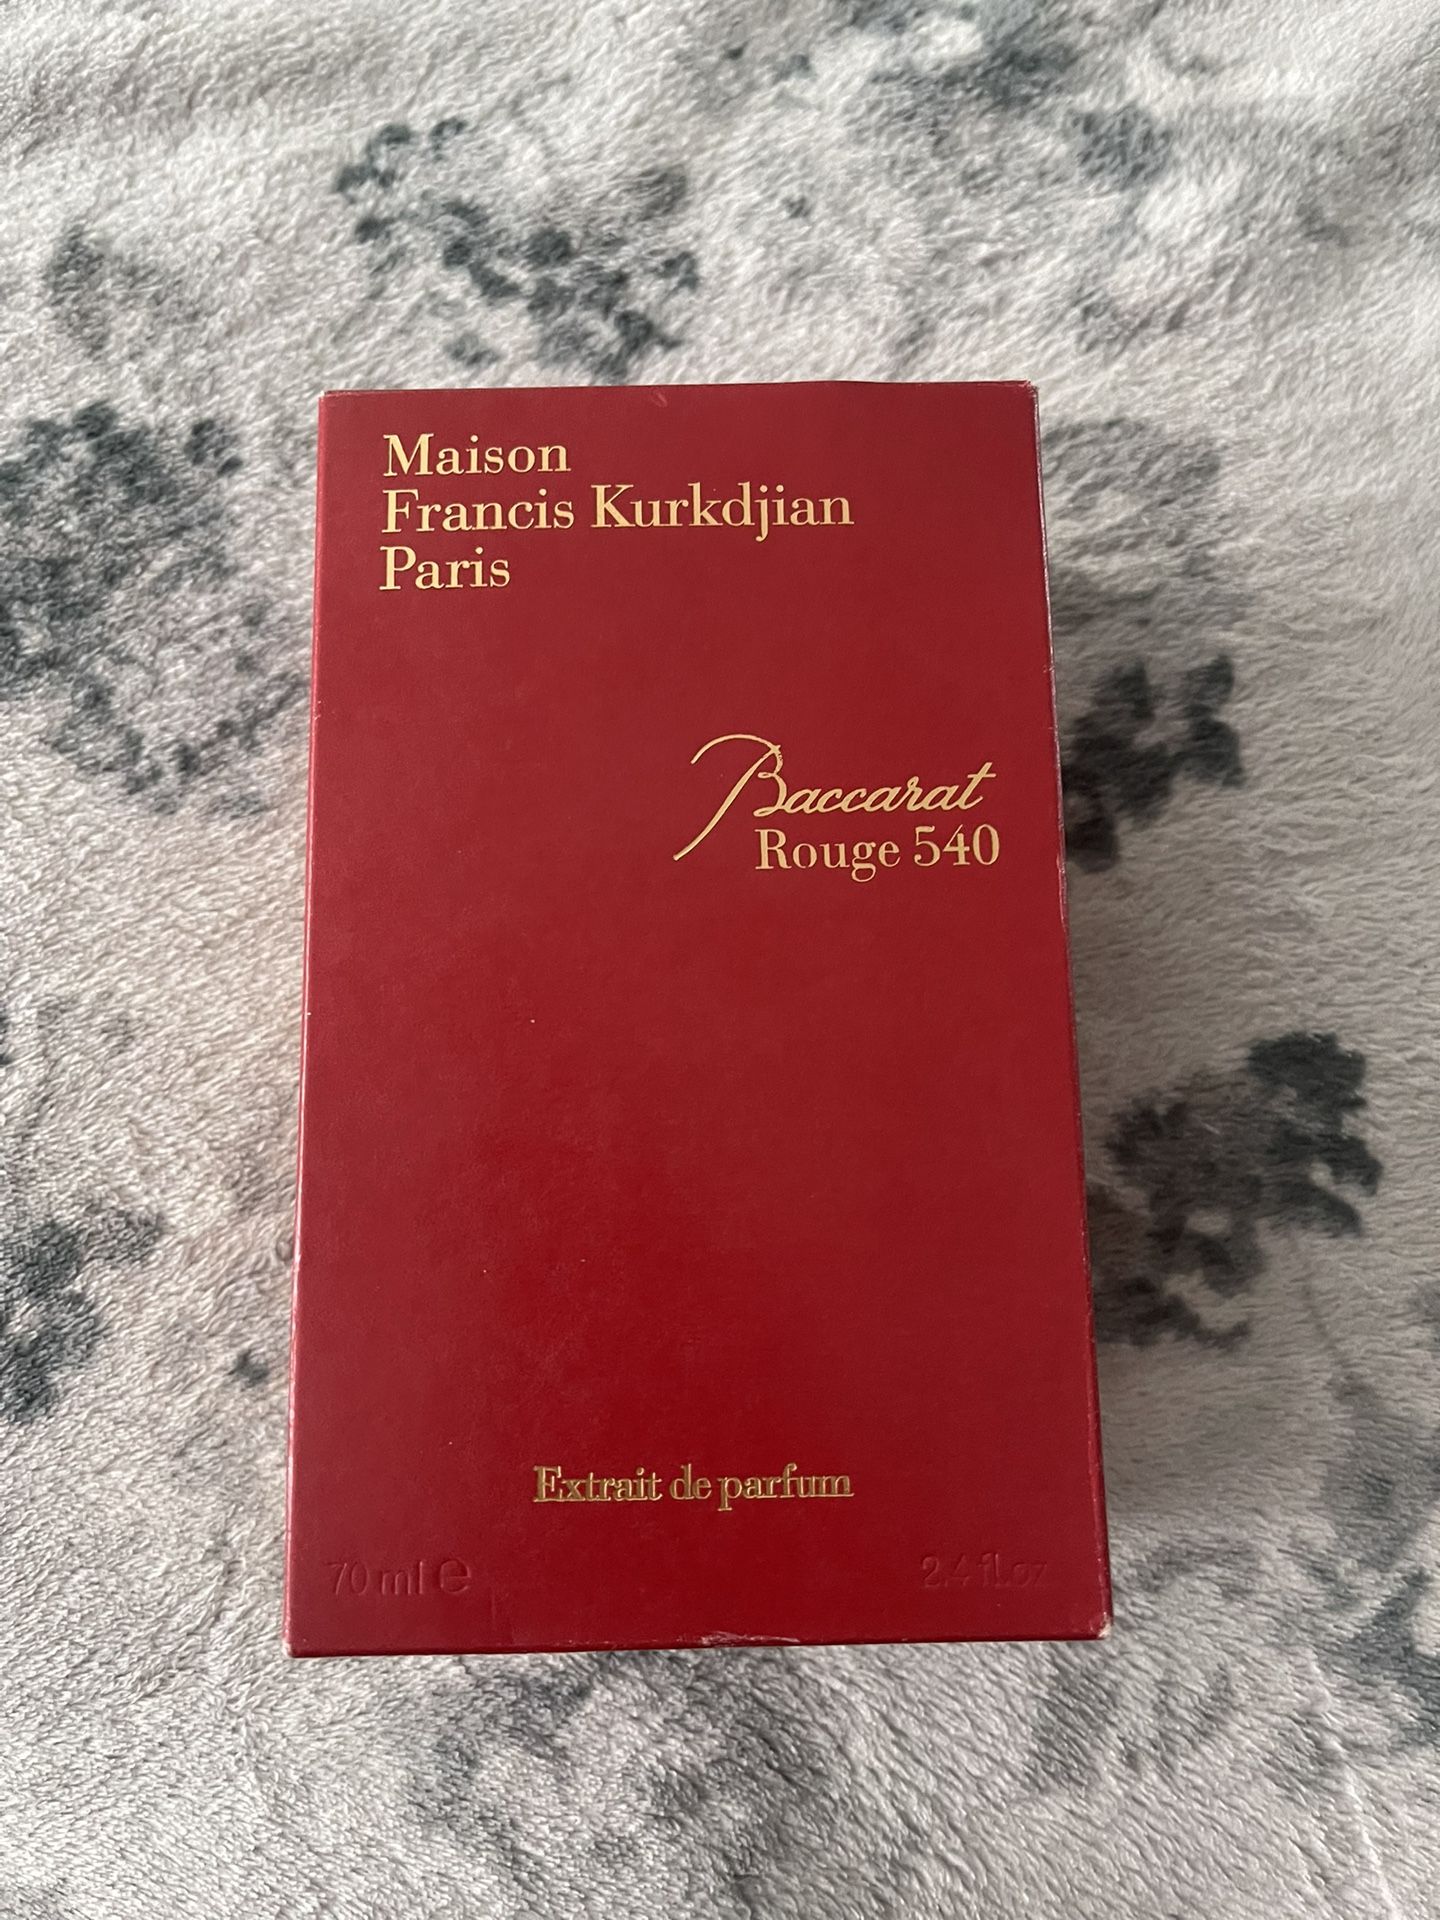 Maison
Francis Kurkdjian
Paris
Baccarat
Rouge 540
Extrait de parfum
70 ml e 2.4 fl.oz